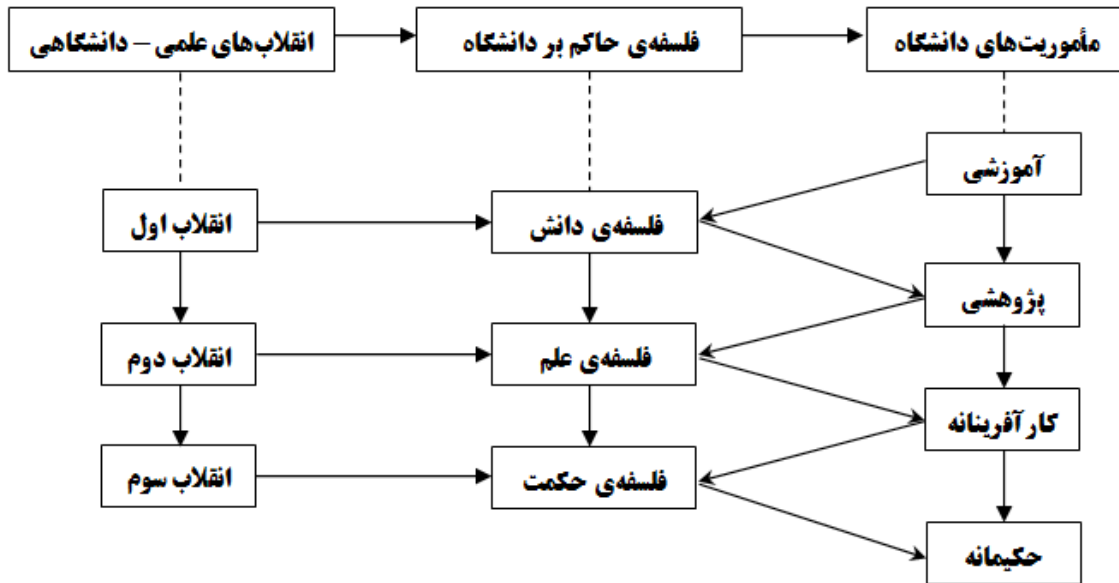 مأموریت‌های دانشگاه
فلسفه‌ی حاکم بر دانشگاه
انقلاب‌های علمی – دانشگاهی
آموزشی
فلسفه‌ی دانش
انقلاب اول
پژوهشی
فلسفه‌ی علم
انقلاب دوم
کارآفرینانه
فلسفه‌ی حکمت
انقلاب سوم
حکیمانه